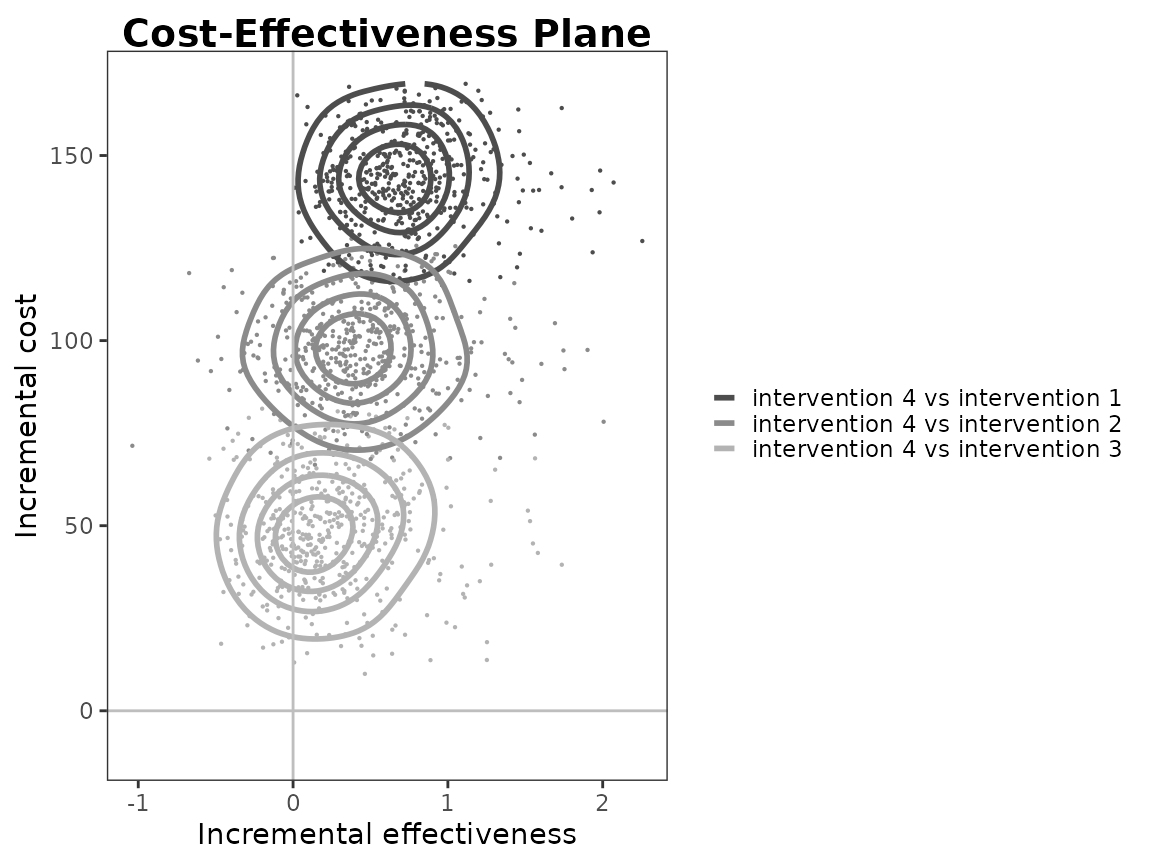 Cost-Effectiveness Plane
Incremental cost
150
100
50
0
-1
0
1
2
Incremental effectiveness
intervention 4 vs intervention 1
intervention 4 vs intervention 2
intervention 4 vs intervention 3